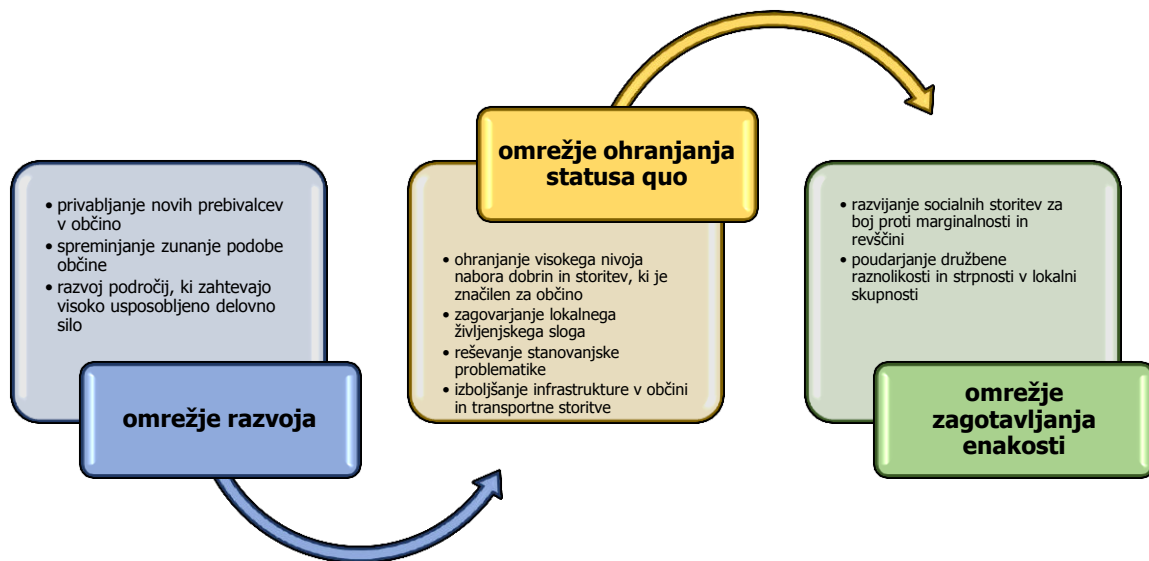 • privabljanje novih prebivalcev
v občino
• spreminjanje zunanje podobe
občine
• razvoj področij, ki zahtevajo
visoko usposobljeno delovno
silo
omrežje razvoja
omrežje ohranjanja
statusa quo
• ohranjanje visokega nivoja
nabora dobrin in storitev, ki je
značilen za občino
• zagovarjanje lokalnega
življenjskega sloga
• reševanje stanovanjske
problematike
• izboljšanje infrastrukture v občini
in transportne storitve
• razvijanje socialnih storitev za
boj proti marginalnosti in
revščini
• poudarjanje družbene
raznolikosti in strpnosti v lokalni
skupnosti
omrežje
zagotavljanja
enakosti